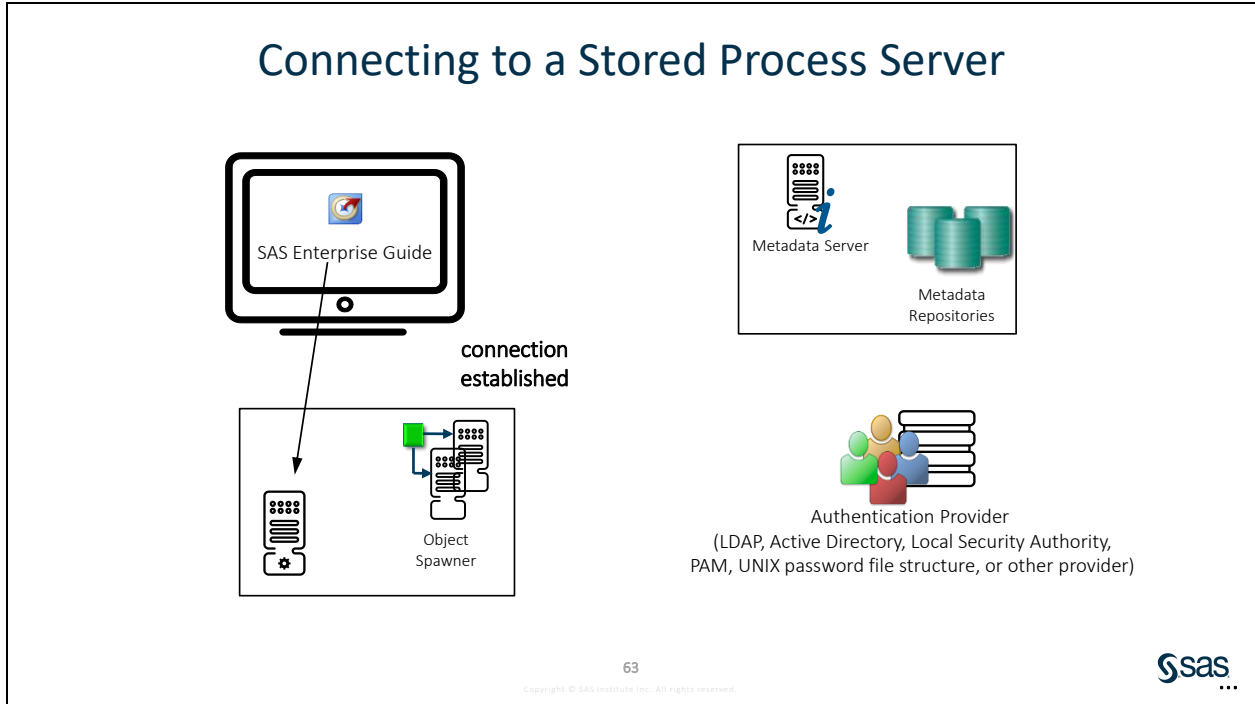 Connecting to a Stored Process Server
SAS Enterprise Guide
connection
established
Object
Spawner
</>
i
Metadata Server
Metadata
Repositories
Authentication Provider
(LDAP, Active Directory, Local Security Authority,
PAM, UNIX password file structure, or other provider)
63
Copyright © SAS Institute Inc. All rights reserved.
sas
...